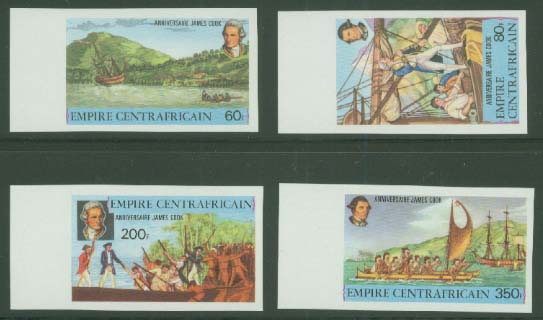 ANNIVERSAIRE JAMES COOK
EMPIRE CENTRAFRICAIN
60F
80F
ANNIVERSAIRE JAMES COOK
EMPIRE
CENTRAFRICAIN
EMPIRE CENTRAFRICAIN
ANNIVERSAIRE JAMES COOK
200F
ANNIVERSAIRE JAMES COOK
EMPIRE CENTRAFRICAIN
350F